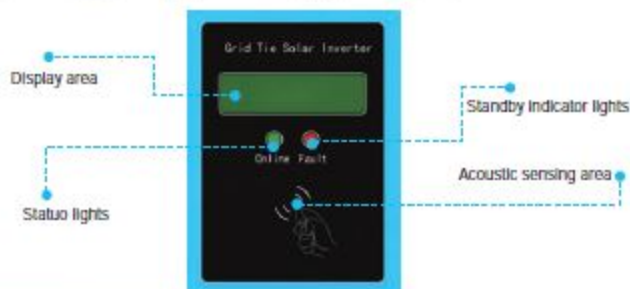 Grid Tie Solar Inverter
Display area
Standby indicator lights
Online Fault
Acoustic sensing area
Statuo lights